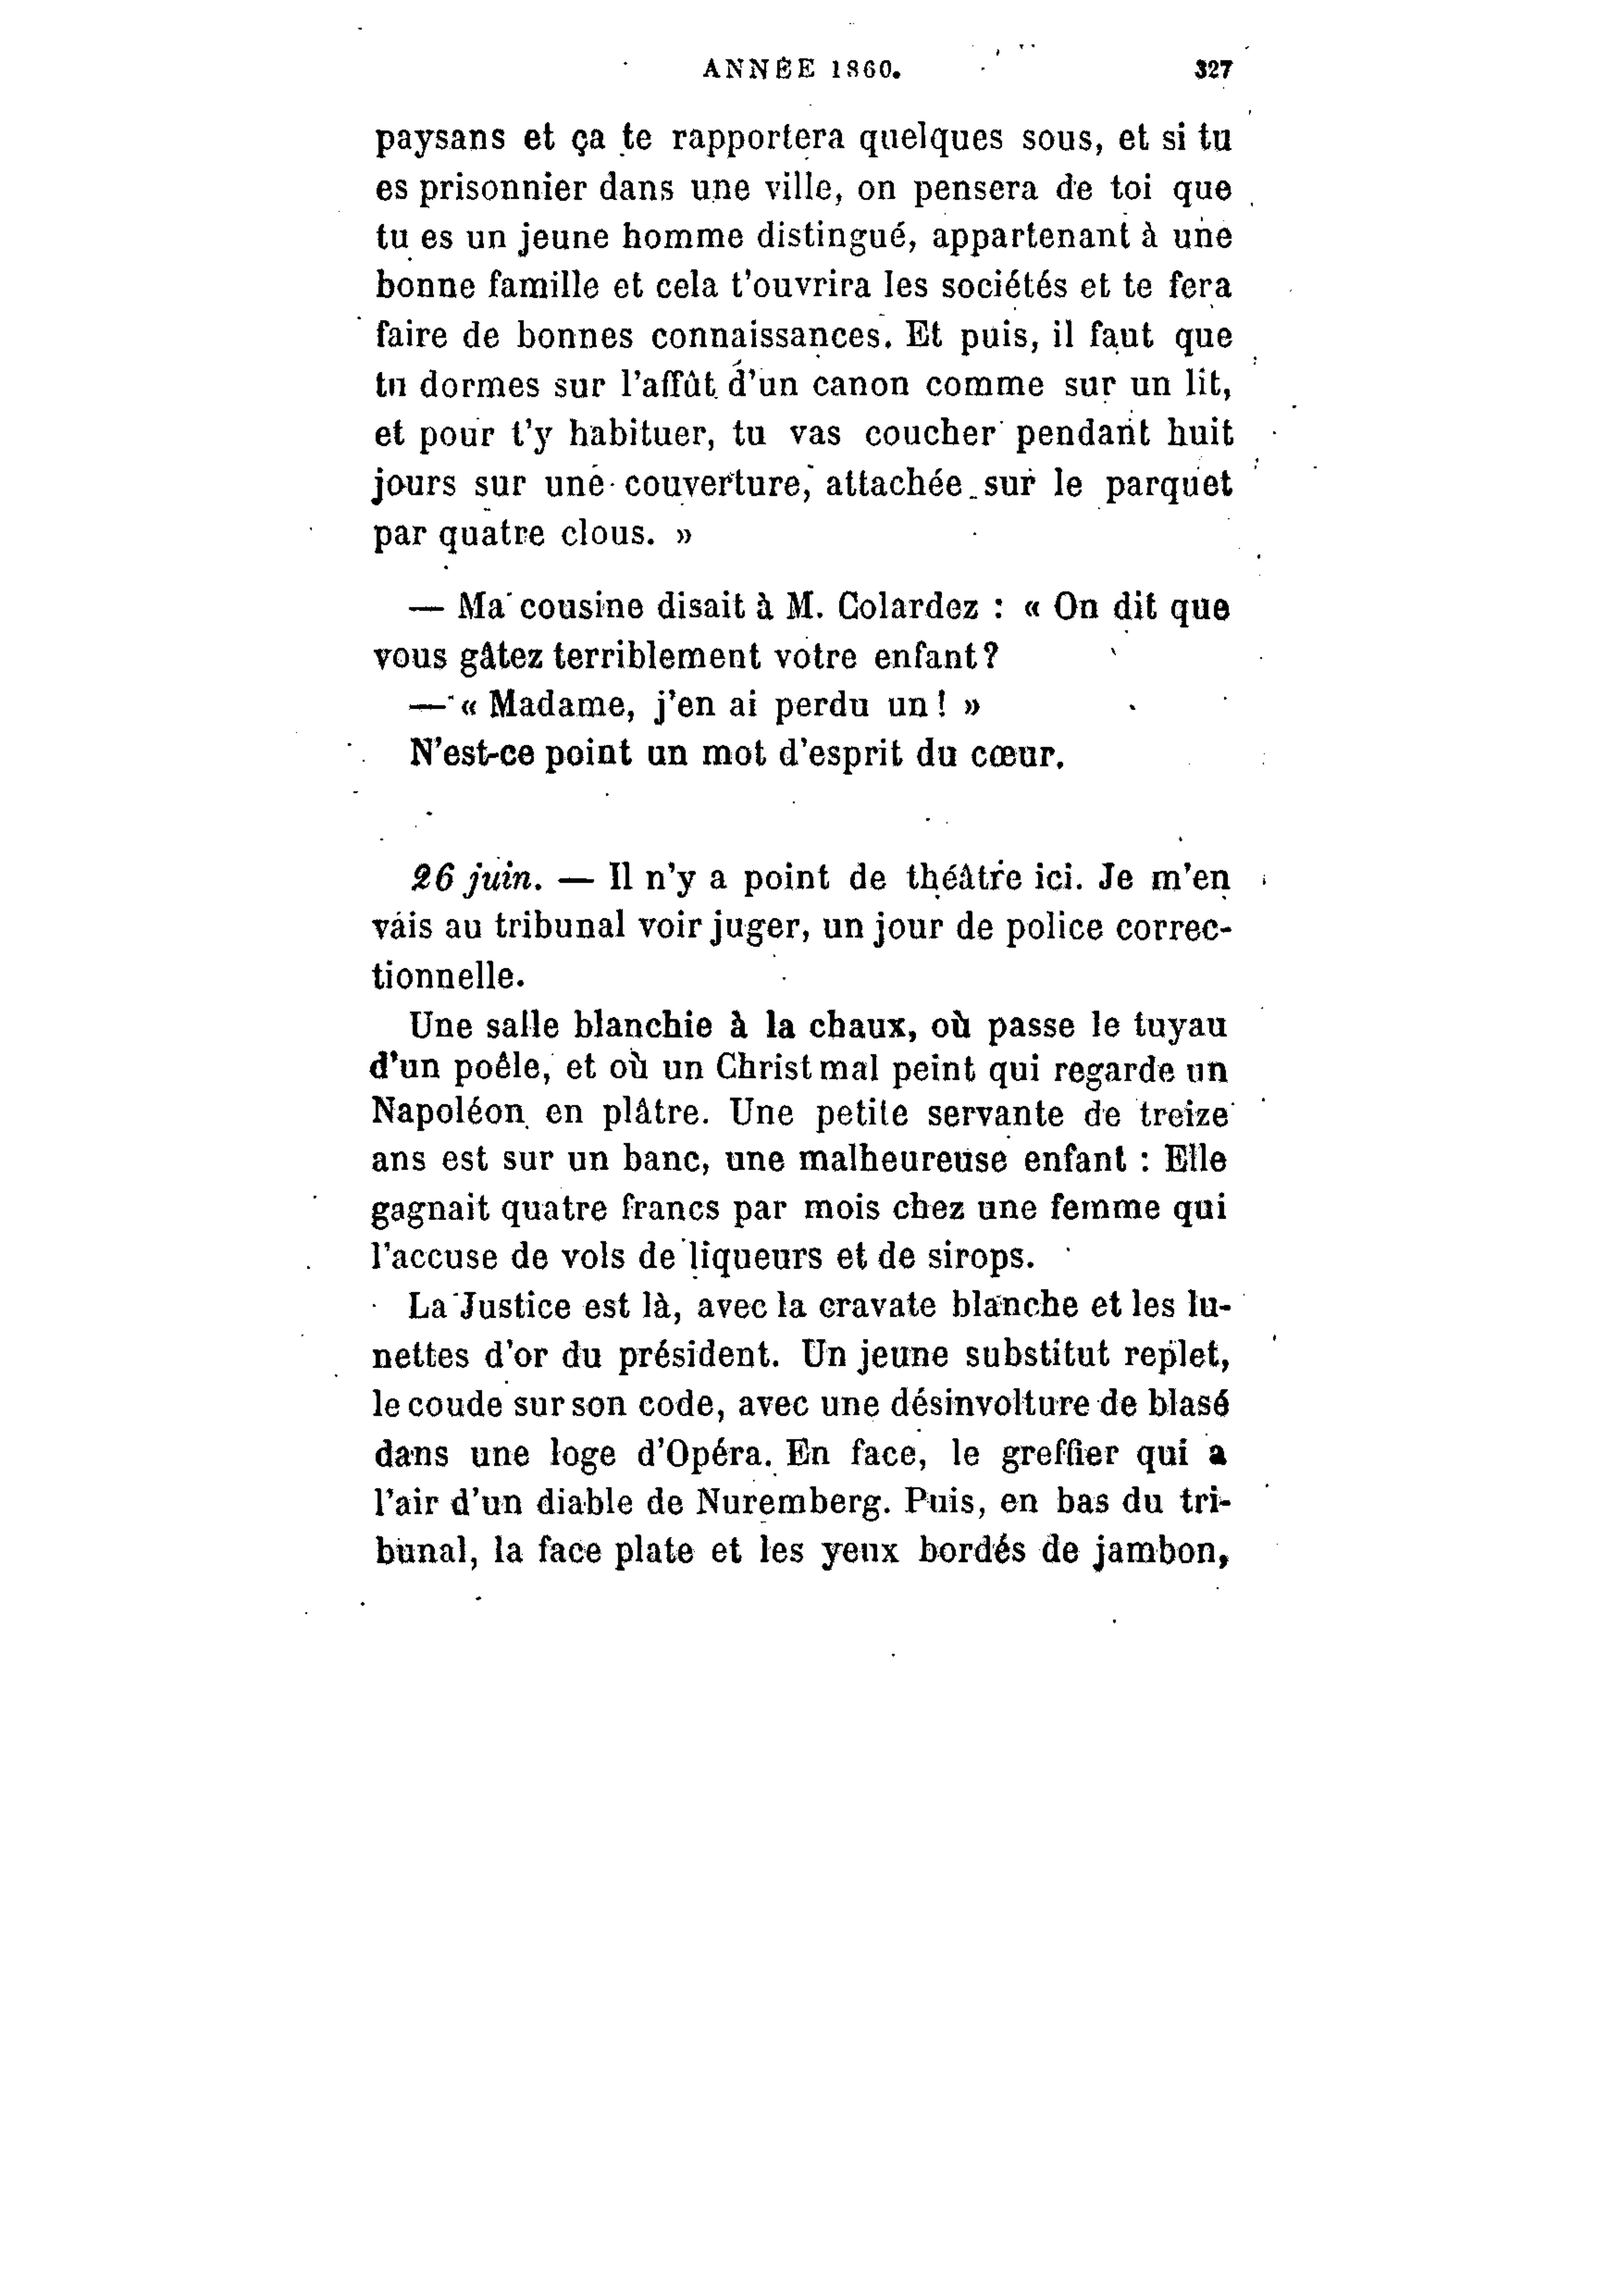 ANNÉE 1860. 327
paysans et ça te rapportera quelques sous, et si tu
es prisonnier dans une ville, on pensera de toi que
tu es un jeune homme distingué, appartenant à une
bonne famille et cela t'ouvrira les sociétés et te fera
faire de bonnes connaissances. Et puis, il faut que
tu dormes sur l'affût d'un canon comme sur un lit,
et pour t'y habituer, tu vas coucher pendant huit
jours sur une couverture, attachée sur le parquet
par quatre clous. »
— Ma cousine disait à M. Colardez : « On dit que
vous gâtez terriblement votre enfant?
— « Madame, j'en ai perdu un! »
N'est-ce point un mot d'esprit du cœur.
26 juin. — Il n'y a point de théâtre ici. Je m'en
vais au tribunal voir juger, un jour de police correc-
tionnelle.
Une salle blanchie à la chaux, où passe le tuyau
d'un poêle, et où un Christ mal peint qui regarde un
Napoléon en plâtre. Une petite servante de treize
ans est sur un banc, une malheureuse enfant : Elle
gagnait quatre francs par mois chez une femme qui
l'accuse de vols de liqueurs et de sirops.
La Justice est là, avec la cravate blanche et les lu-
nettes d'or du président. Un jeune substitut replet,
le coude sur son code, avec une désinvolture de blasé
dans une loge d'Opéra. En face, le greffier qui a
l'air d'un diable de Nuremberg. Puis, en bas du tri-
bunal, la face plate et les yeux bordés de jambon,